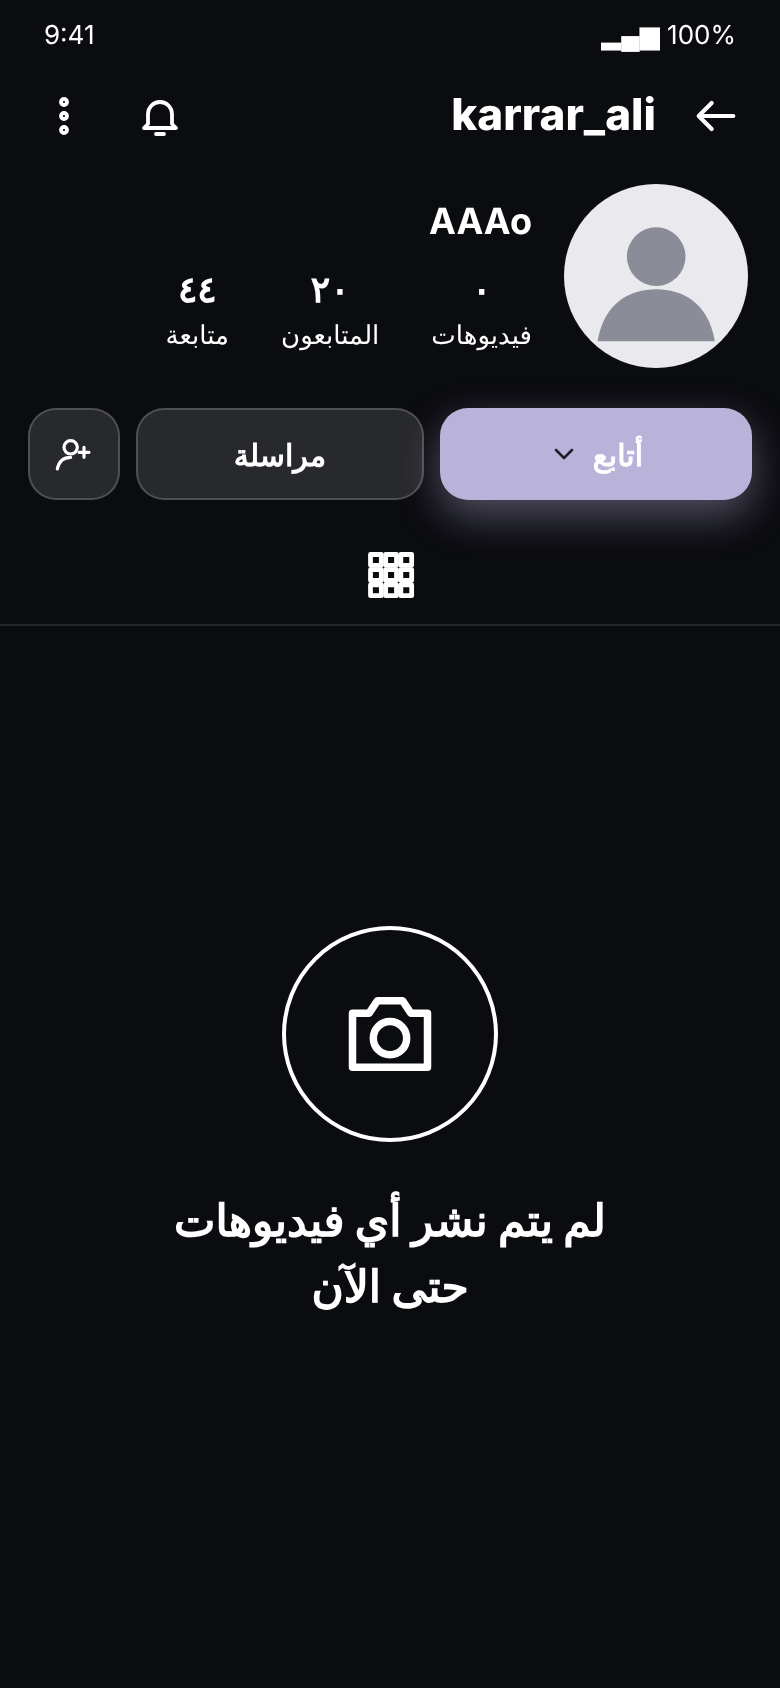 9:41
100%
karrar_ali
AAAo
٠
٢٠
٤٤
فيديوهات
المتابعون
متابعة
أتابع
مراسلة
لم يتم نشر أي فيديوهات
حتى الآن